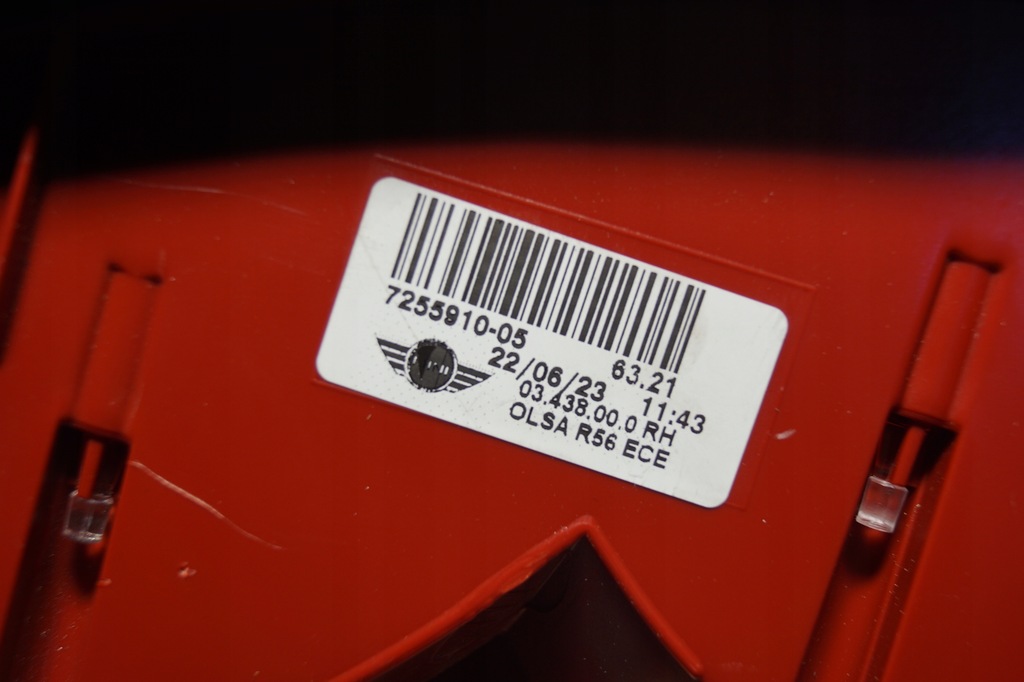 7255910-05 63.21
22/06/23 11:43
03.438.00.0 RH
OLSA R56 ECE